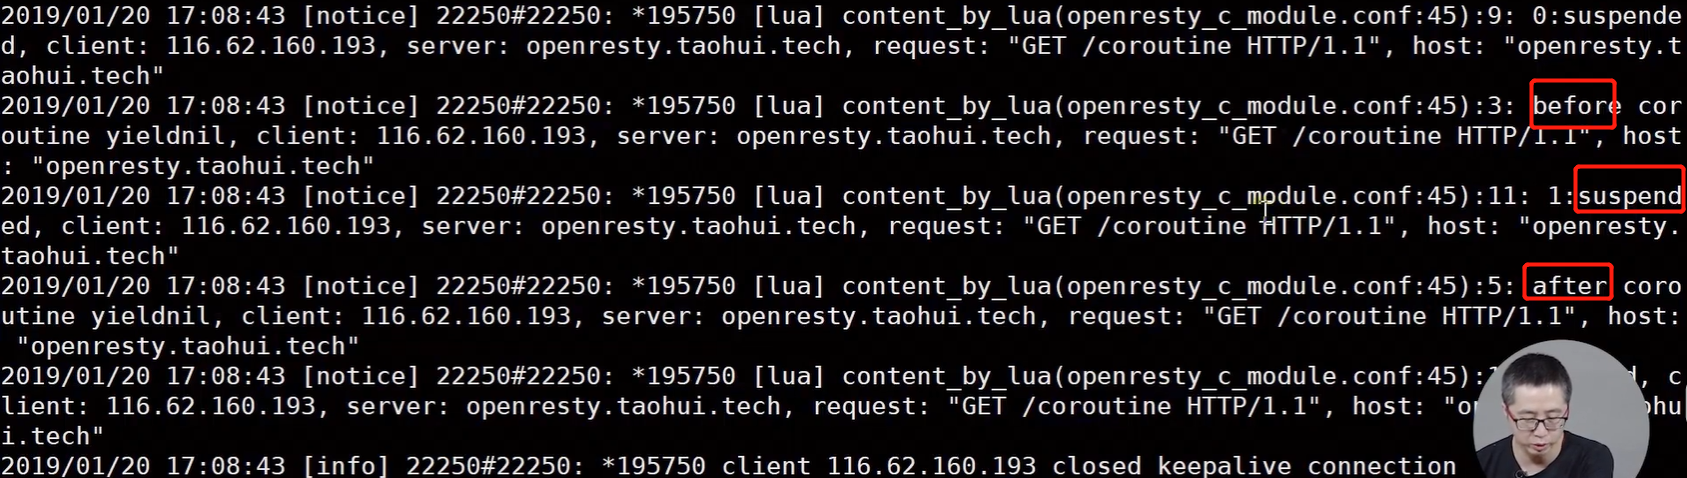 2019/01/20 17:08:43 [notice] 22250#22250: *195750 [lua] content_by_lua(openresty_c_module.conf:45):9: 0:suspende
d, client: 116.62.160.193, server: openresty.taohui.tech, request: "GET /coroutine HTTP/1.1", host: "openresty.t
aohui.tech"
2019/01/20 17:08:43 [notice] 22250#22250: *195750 [lua] content_by_lua(openresty_c_module.conf:45):3: before cor
outine yieldnil, client: 116.62.160.193, server: openresty.taohui.tech, request: "GET /coroutine HTTP/1.1", host
: "openresty.taohui.tech"
2019/01/20 17:08:43 [notice] 22250#22250: *195750 [lua] content_by_lua(openresty_c_module.conf:45):11: 1:suspend
ed, client: 116.62.160.193, server: openresty.taohui.tech, request: "GET /coroutine HTTP/1.1", host: "openresty.
taohui.tech"
2019/01/20 17:08:43 [notice] 22250#22250: *195750 [lua] content_by_lua(openresty_c_module.conf:45):5: after coro
utine yieldnil, client: 116.62.160.193, server: openresty.taohui.tech, request: "GET /coroutine HTTP/1.1", host:
"openresty.taohui.tech"
2019/01/20 17:08:43 [notice] 22250#22250: *195750 [lua] content_by_lua(openresty_c_module.conf:45): d, c
lient: 116.62.160.193, server: openresty.taohui.tech, request: "GET /coroutine HTTP/1.1", host: "o hu
i.tech"
2019/01/20 17:08:43 [info] 22250#22250: *195750 client 116.62.160.193 closed keepalive connection